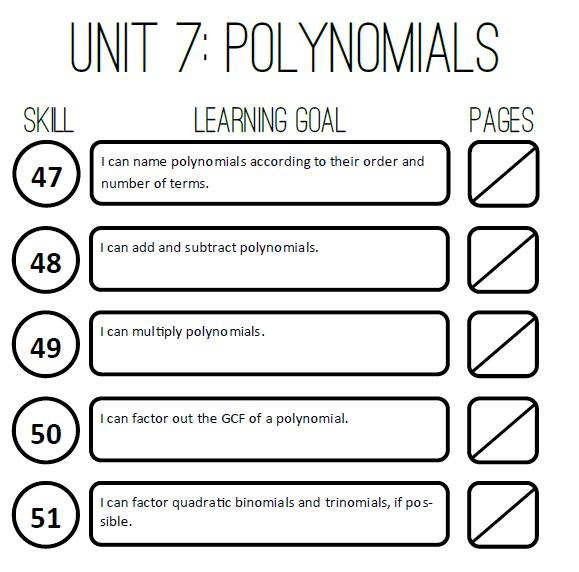 UNIT 7: POLYNOMIALS
SKILL LEARNING GOAL PAGES
47 I can name polynomials according to their order and
number of terms.
48 I can add and subtract polynomials.
49 I can multiply polynomials.
50 I can factor out the GCF of a polynomial.
51 I can factor quadratic binomials and trinomials, if pos-
sible.